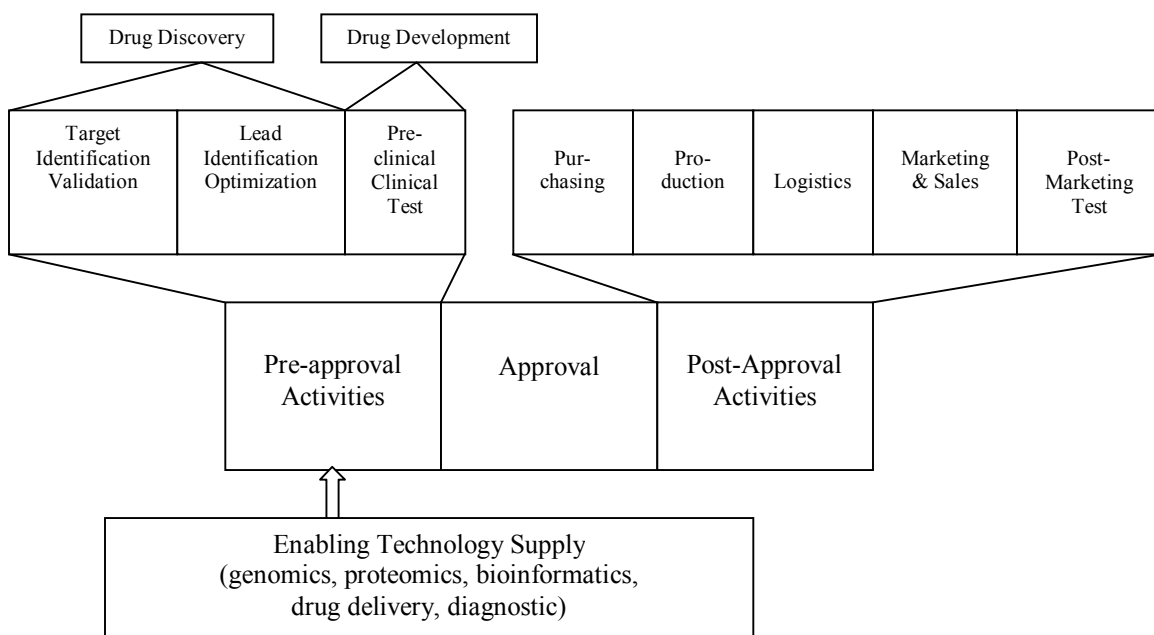 Drug Discovery
Drug Development
Target
Identification
Validation
Lead
Identification
Optimization
Pre-
clinical
Clinical
Test
Pur-
chasing
Pro-
duction
Logistics
Marketing
& Sales
Post-
Marketing
Test
Pre-approval
Activities
Approval
Post-Approval
Activities
Enabling Technology Supply
(genomics, proteomics, bioinformatics,
drug delivery, diagnostic)